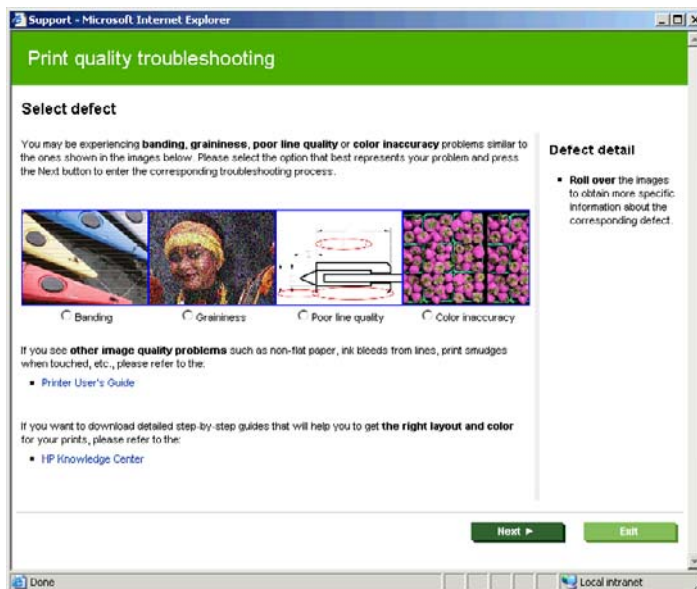 Support - Microsoft Internet Explorer
Print quality troubleshooting
Select defect
You may be experiencing banding, graininess, poor line quality or color inaccuracy problems similar to
the ones shown in the images below. Please select the option that best represents your problem and press
the Next button to enter the corresponding troubleshooting process.
Banding
Graininess
Poor line quality
Color inaccuracy
If you see other image quality problems such as non-flat paper, ink bleeds from lines, print smudges
when touched, etc., please refer to the:
Printer User's Guide
If you want to download detailed step-by-step guides that will help you to get the right layout and color
for your prints, please refer to the:
HP Knowledge Center
Defect detail
Roll over the images
to obtain more specific
information about the
corresponding defect.
Next
Exit
Done
Local intranet